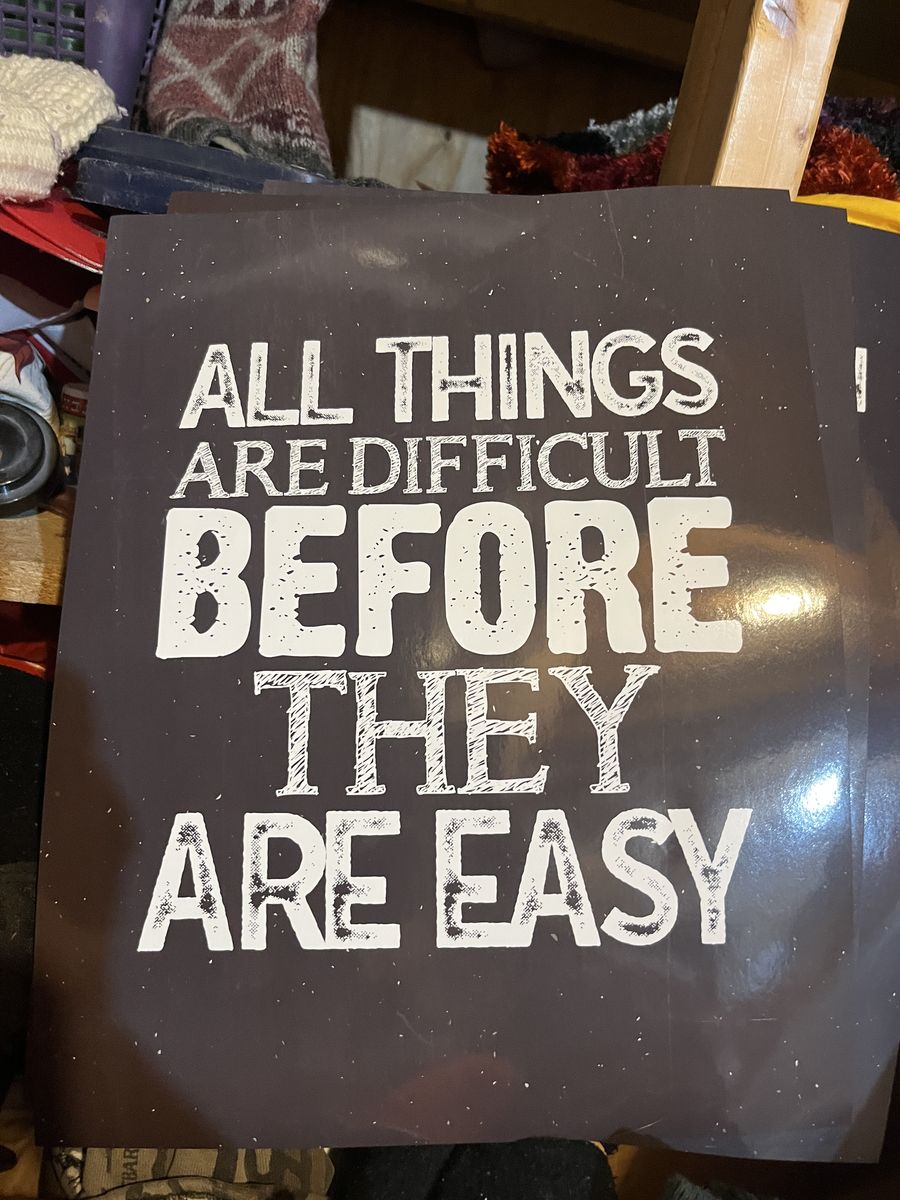 ALL THINGS
ARE DIFFICULT
BEFORE
THEY
ARE EASY